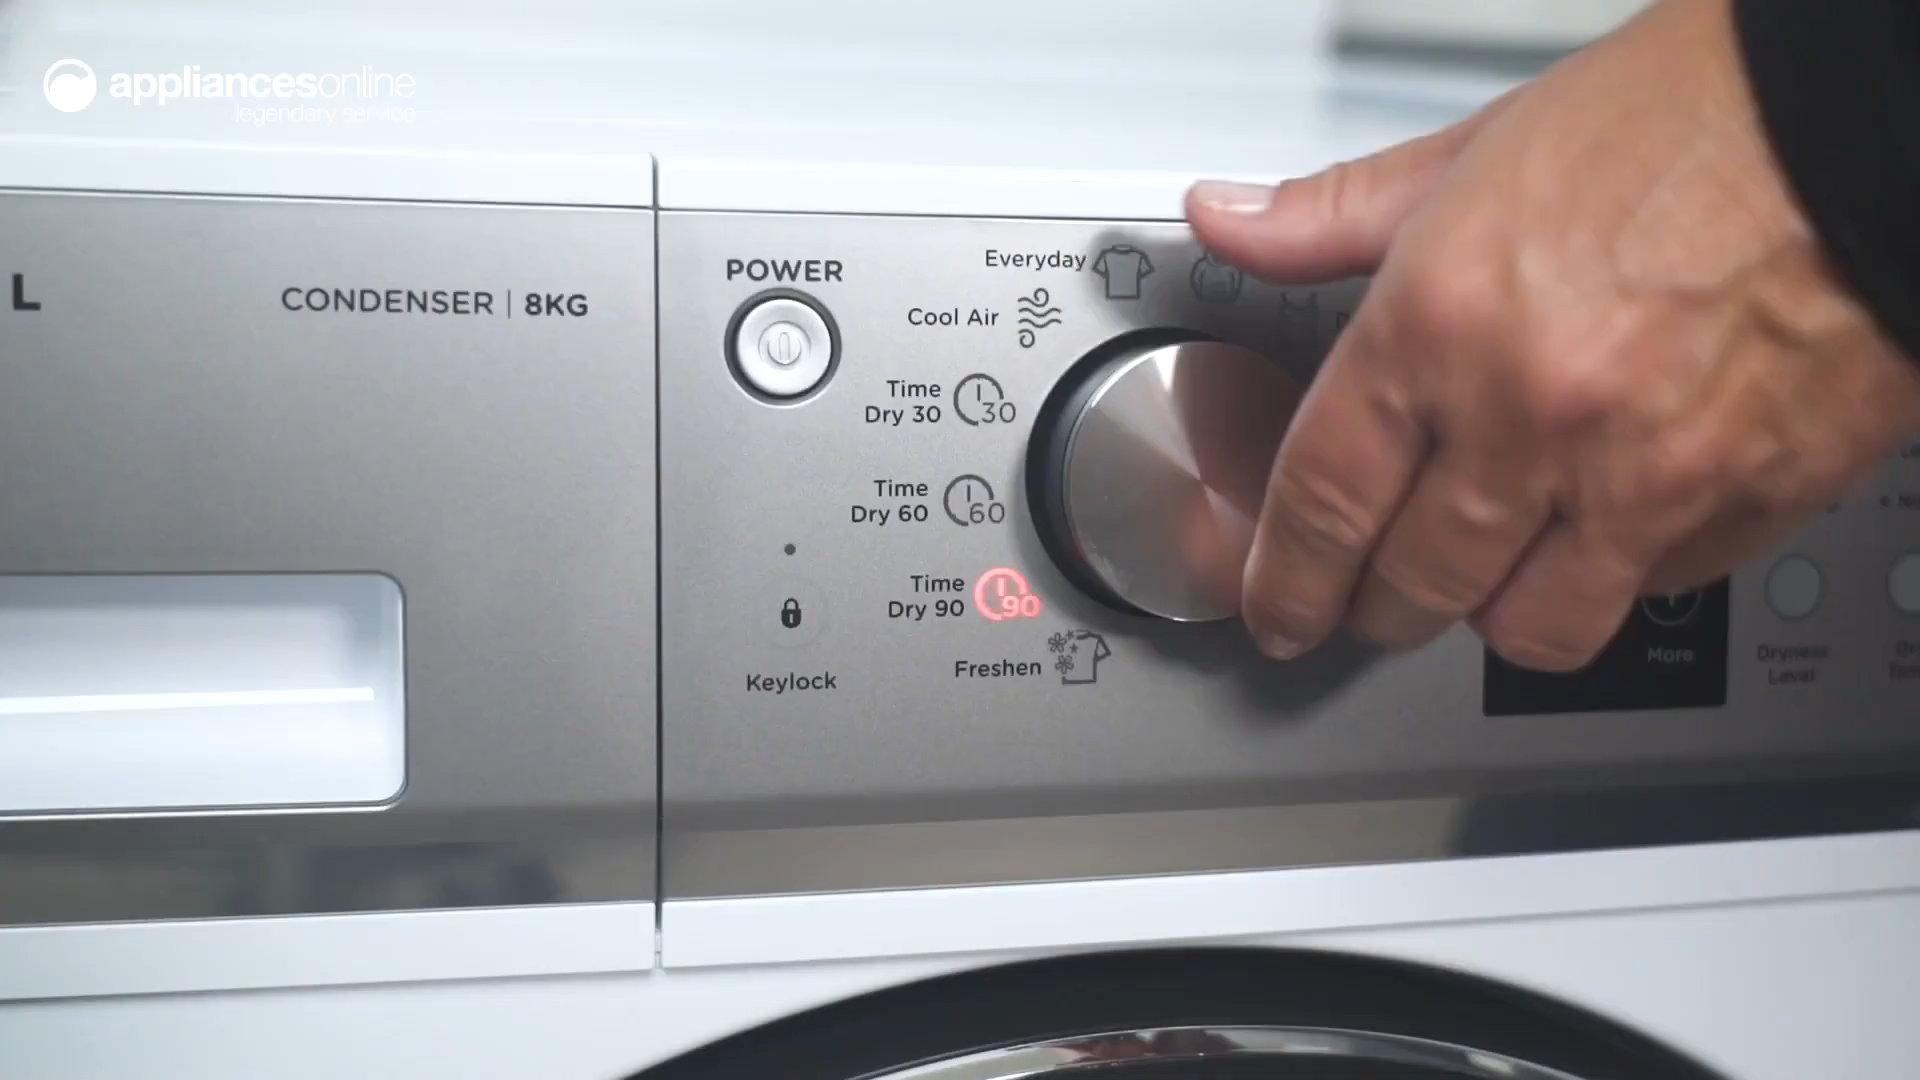 appliancesonline
legendary service
L
CONDENSER | 8KG
POWER
Everyday
Cool Air
Time
Dry 30
30
Time
Dry 60
60
Time
Dry 90
90
Freshen
Keylock
More
Dryness
Level